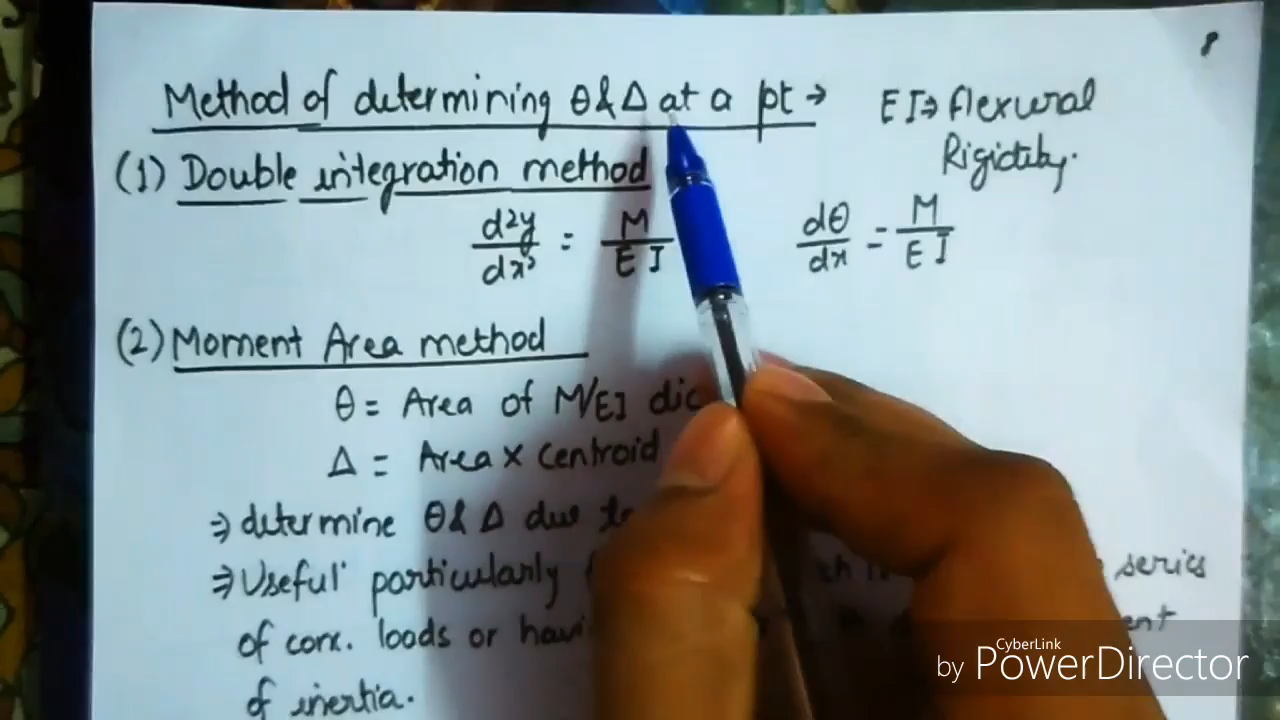 8
Method of determining θ & Δ at a pt →
EI → flexural
Rigidity.
(1) Double integration method
d²y/dx² = M/EI
dθ/dx = M/EI
(2) Moment Area method
θ = Area of M/EI
Δ = Area x centroid
⇒ determine θ & Δ due to
⇒ Useful particularly series
of conc. loads or
of inertia.
CyberLink
by PowerDirector